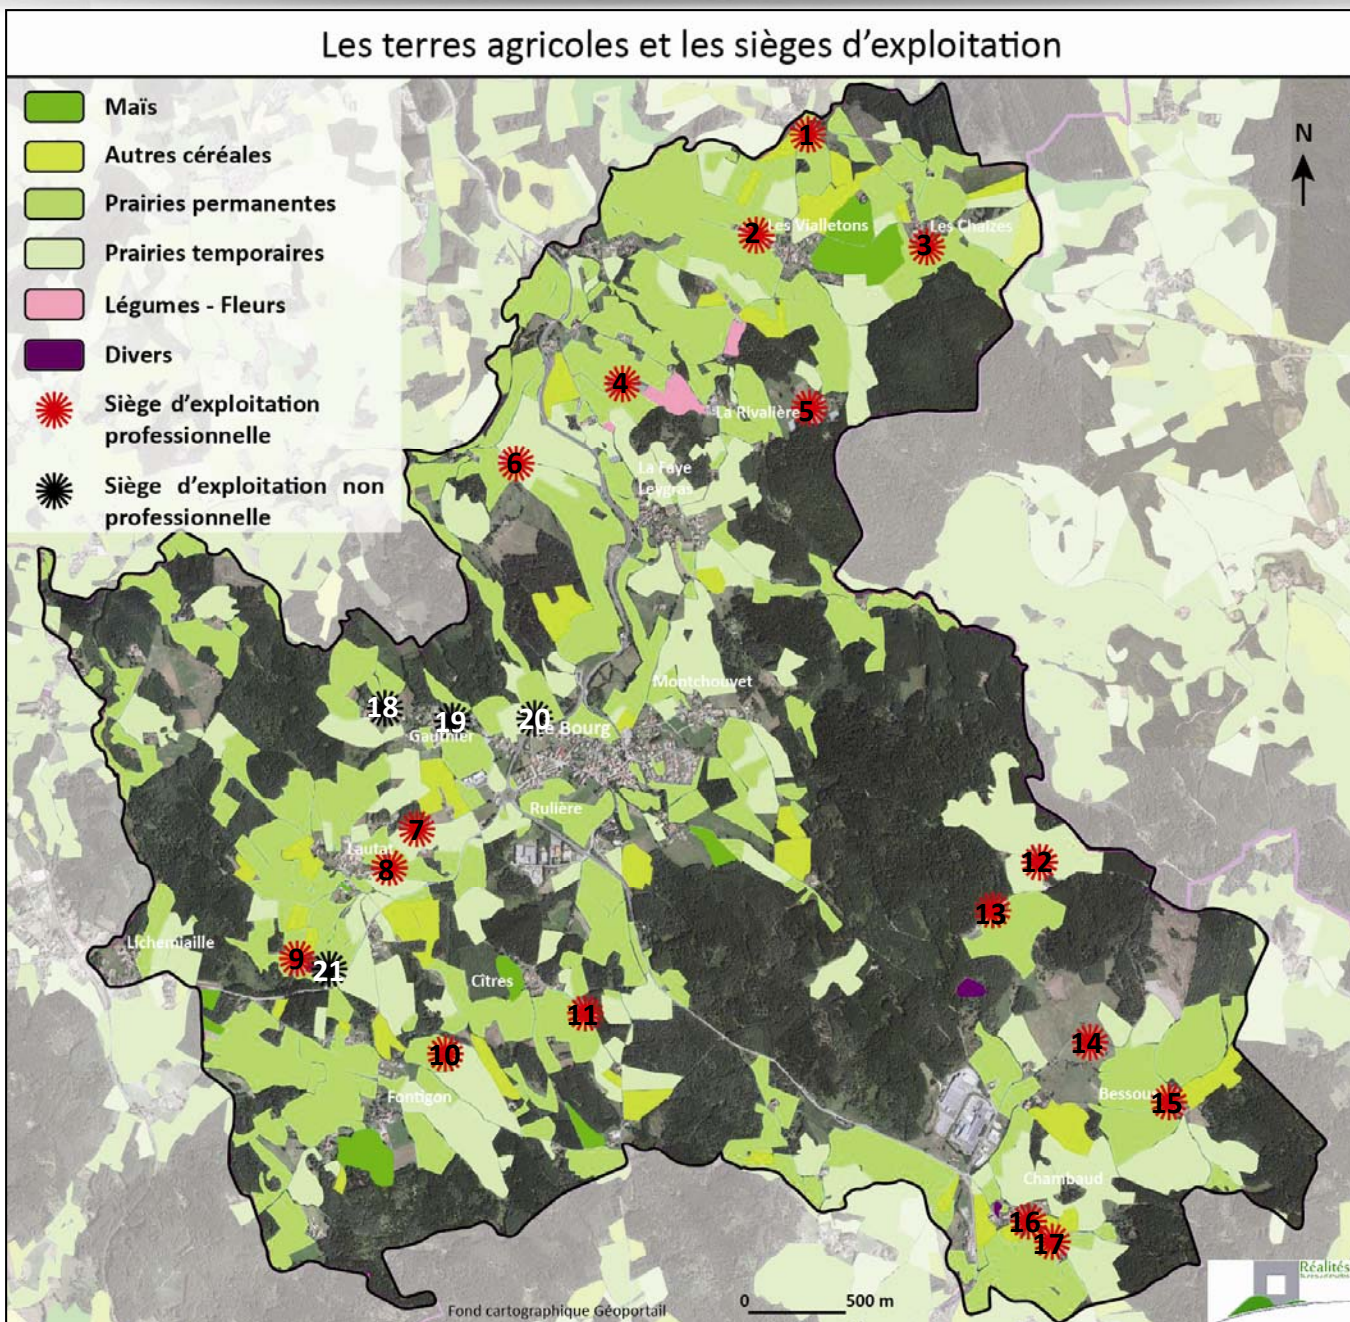 Les terres agricoles et les sièges d'exploitation
Maïs
Autres céréales
Prairies permanentes
Prairies temporaires
Légumes - Fleurs
Divers
Siège d'exploitation
professionnelle
Siège d'exploitation non
professionnelle
N
1
2
Les Vialletons
3
Les Chaizes
4
La Rivalière
5
6
La Faye
Leygras
Montchouvet
18
19
Gauthier
20
Le Bourg
Rulière
7
Lautat
8
12
13
Lichemiaille
9
21
Citres
11
10
Fontigon
14
15
Chambaud
16
17
Fond cartographique Géoportail
0
500 m
Réalités